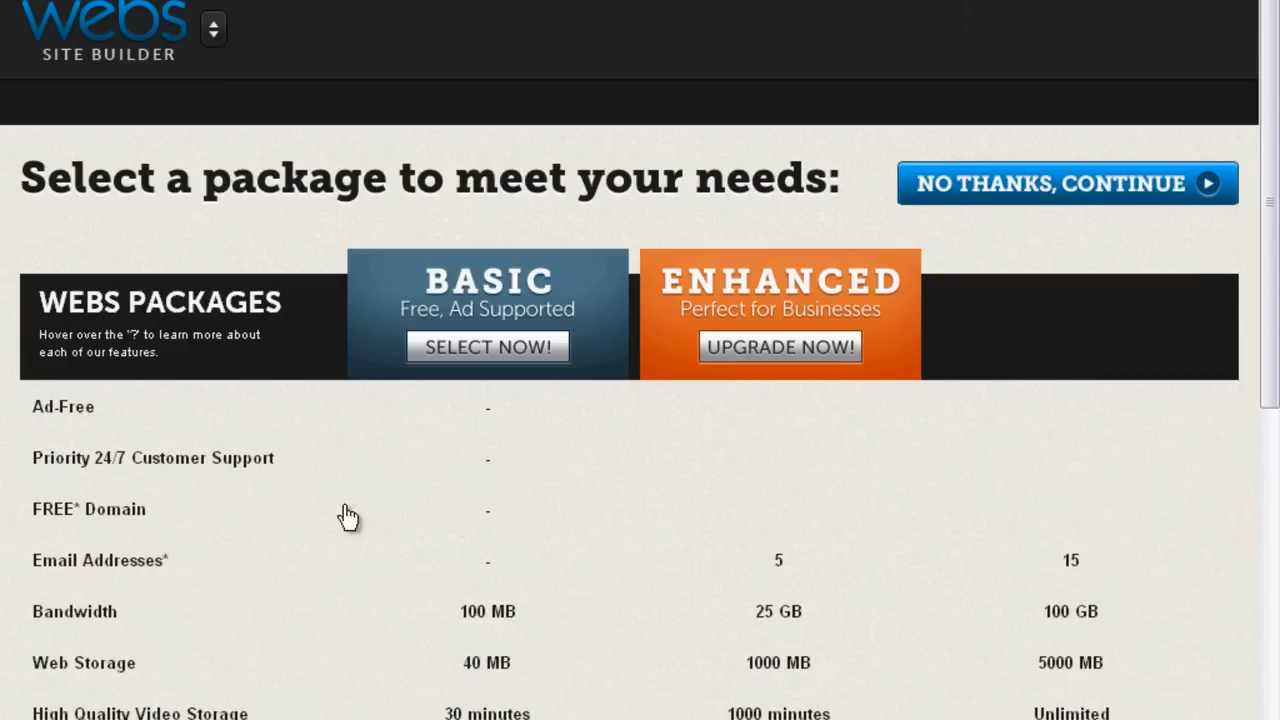 webs
SITE BUILDER
Select a package to meet your needs:
NO THANKS, CONTINUE
WEBS PACKAGES
Hover over the '?' to learn more about
each of our features.
BASIC
Free, Ad Supported
SELECT NOW!
ENHANCED
Perfect for Businesses
UPGRADE NOW!
Ad-Free -
Priority 24/7 Customer Support -
FREE* Domain -
Email Addresses* - 5 15
Bandwidth 100 MB 25 GB 100 GB
Web Storage 40 MB 1000 MB 5000 MB
High Quality Video Storage 30 minutes 1000 minutes Unlimited